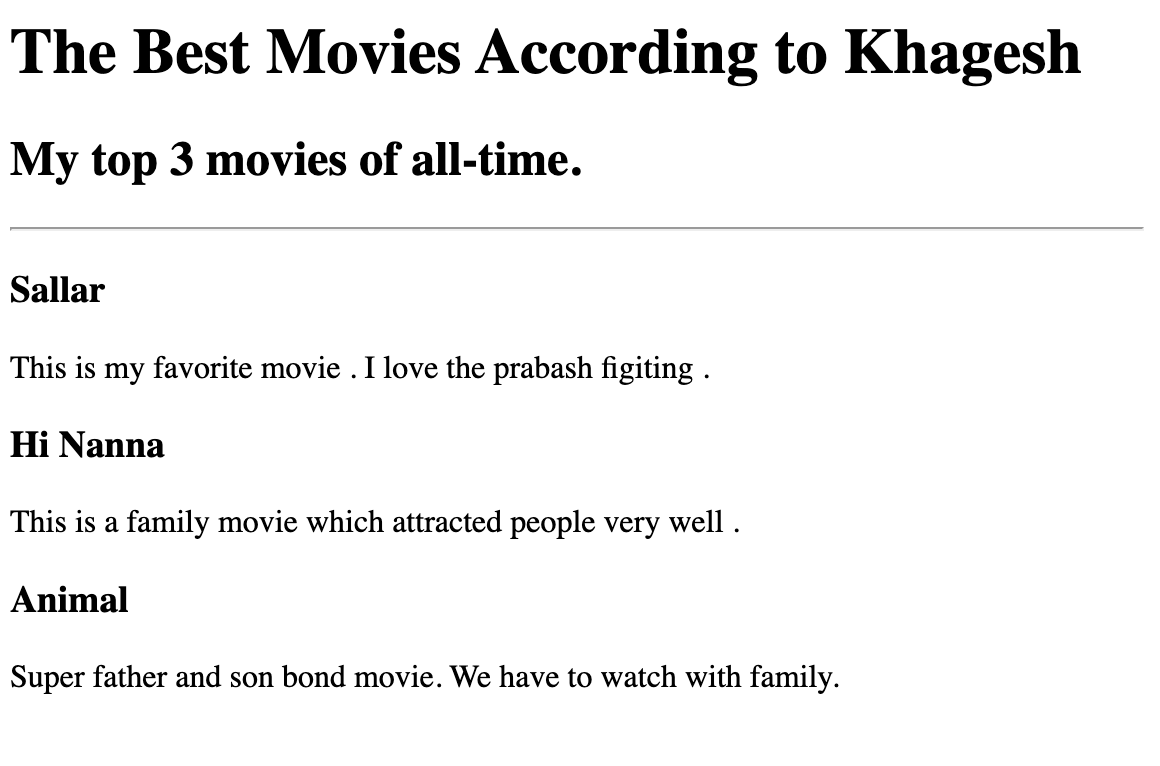 The Best Movies According to Khagesh
My top 3 movies of all-time.
Sallar
This is my favorite movie . I love the prabash figiting .
Hi Nanna
This is a family movie which attracted people very well .
Animal
Super father and son bond movie. We have to watch with family.